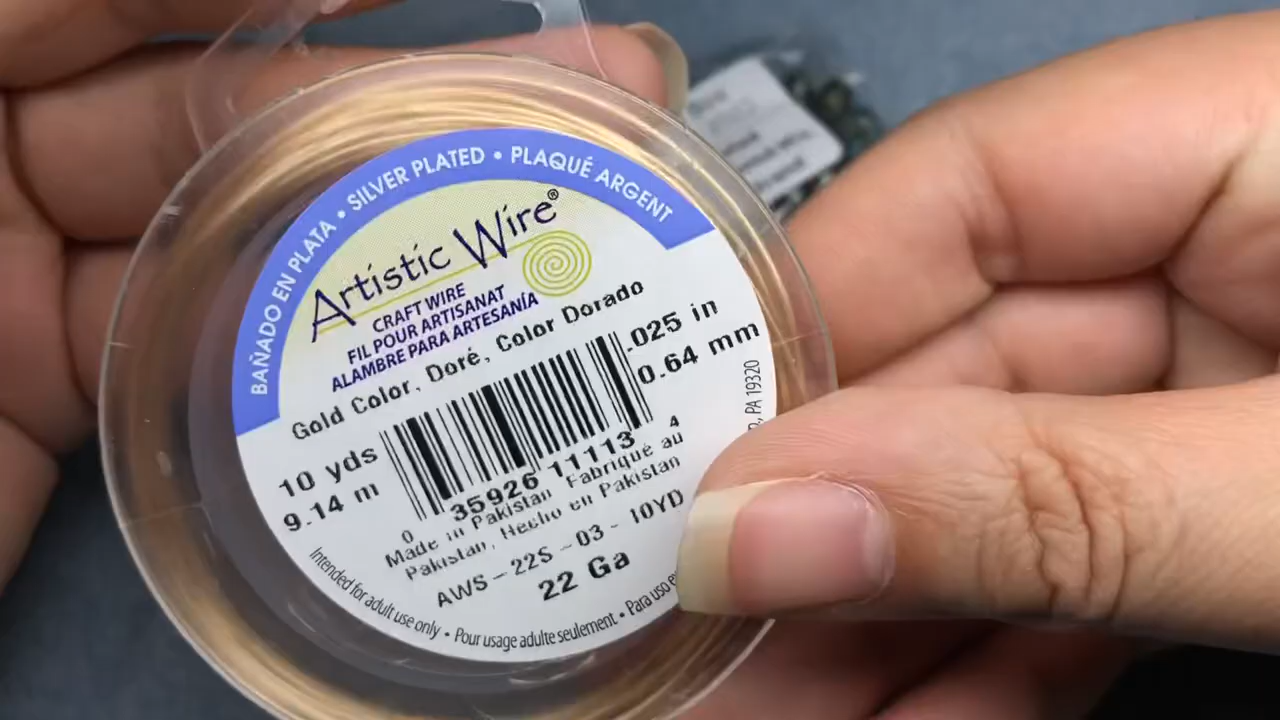 BAÑADO EN PLATA • SILVER PLATED • PLAQUÉ ARGENT
Artistic Wire®
CRAFT WIRE
FIL POUR ARTISANAT
ALAMBRE PARA ARTESANÍA
Gold Color, Doré, Color Dorado
.025 in
0.64 mm
10 yds
9.14 m
0 35926 11113 4
Made in Pakistan Fabriqué au
Pakistan, Hecho en Pakistan
AWS – 22S – 03 – 10YD
22 Ga
Intended for adult use only • Pour usage adulte seulement. • Para uso
, PA 19320